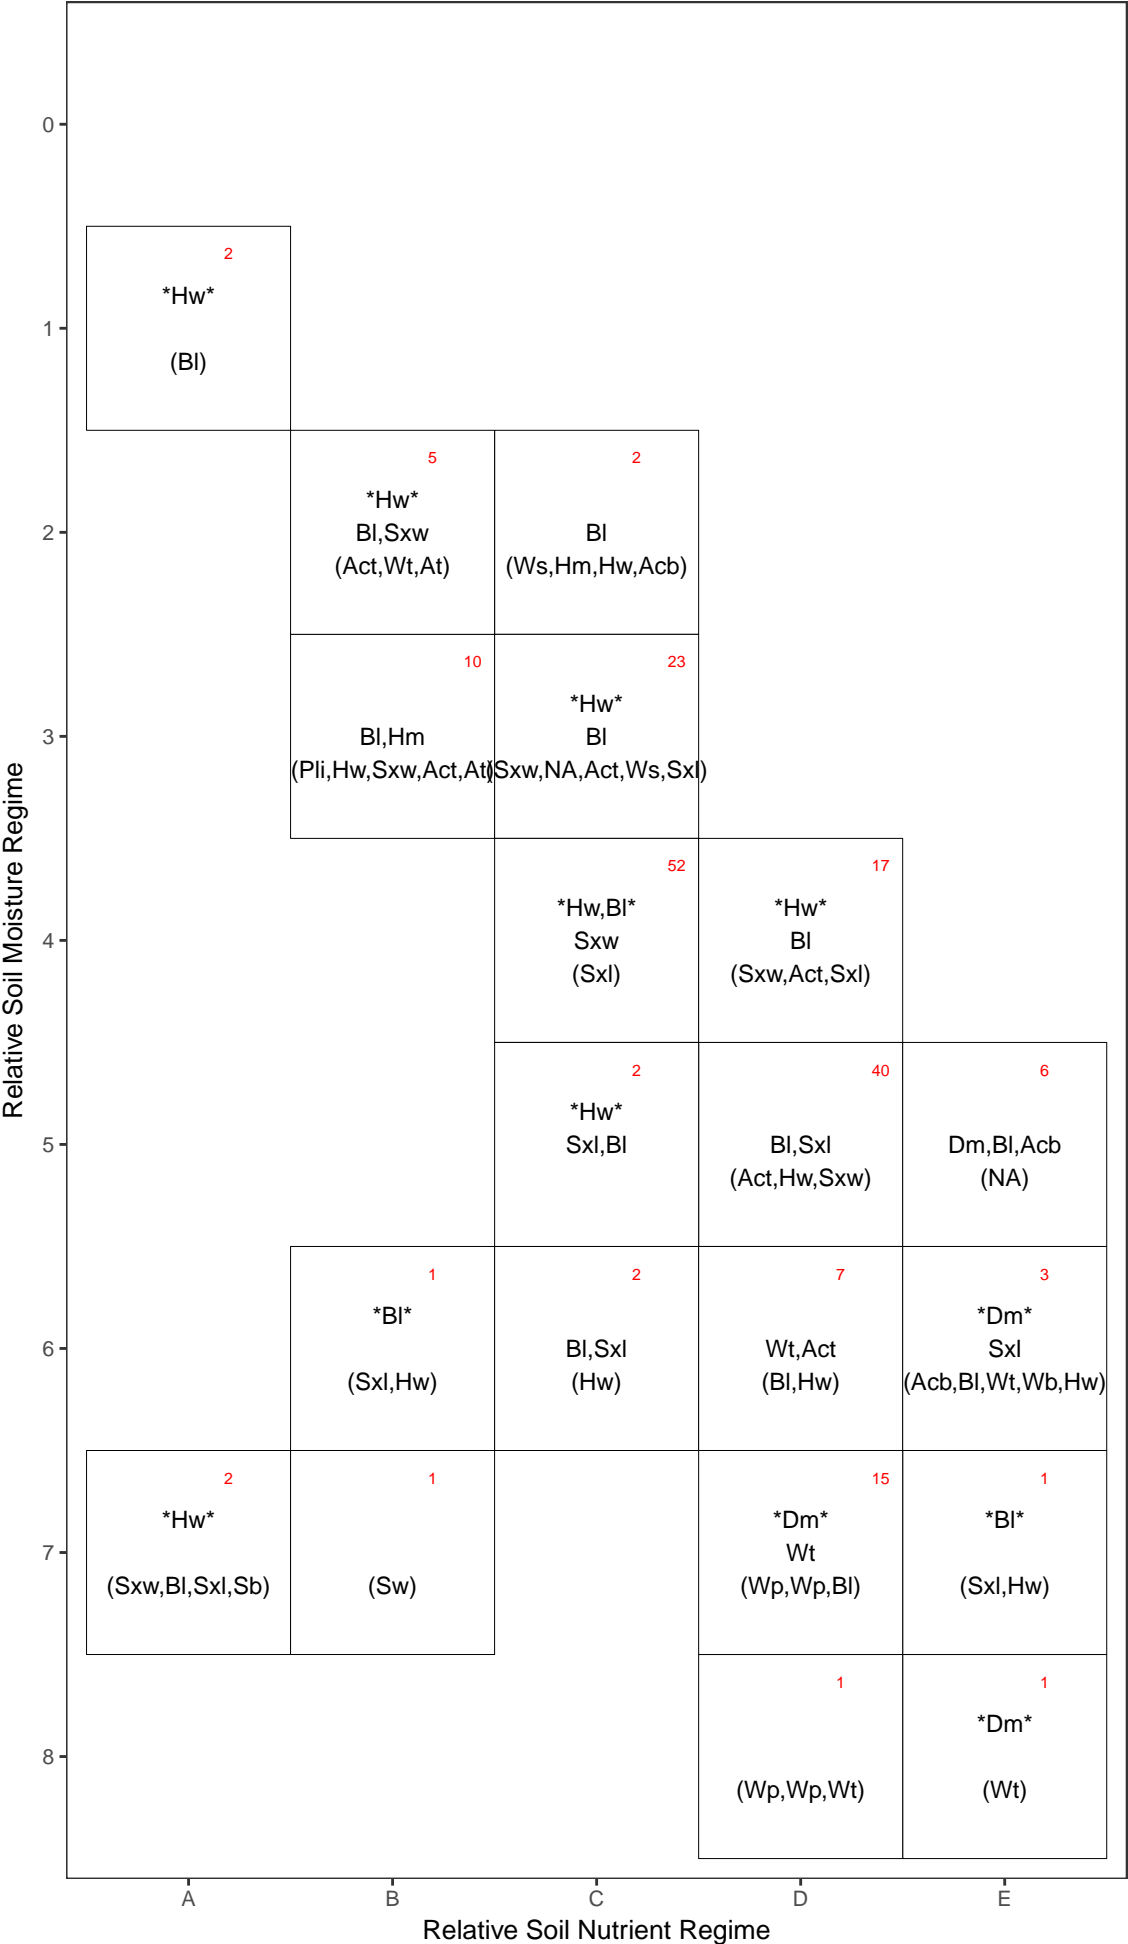 0
2
*Hw*
1
(Bl)
5
2
*Hw*
2
Bl,Sxw
Bl
(Act,Wt,At)
(Ws,Hm,Hw,Acb)
10
23
*Hw*
3
Bl,Hm
Bl
(Pli,Hw,Sxw,Act,At)
(Sxw,NA,Act,Ws,Sxl)
52
17
*Hw,Bl*
*Hw*
4
Sxw
Bl
(Sxl)
(Sxw,Act,Sxl)
2
40
6
*Hw*
5
Sxl,Bl
Bl,Sxl
Dm,Bl,Acb
(Act,Hw,Sxw)
(NA)
1
2
7
3
*Bl*
*Dm*
6
Bl,Sxl
Wt,Act
Sxl
(Sxl,Hw)
(Hw)
(Bl,Hw)
(Acb,Bl,Wt,Wb,Hw)
2
1
15
1
*Hw*
*Dm*
*Bl*
7
Wt
(Sxw,Bl,Sxl,Sb)
(Sw)
(Wp,Wp,Bl)
(Sxl,Hw)
1
1
*Dm*
8
(Wp,Wp,Wt)
(Wt)
A
B
C
D
E
Relative Soil Nutrient Regime
Relative Soil Moisture Regime